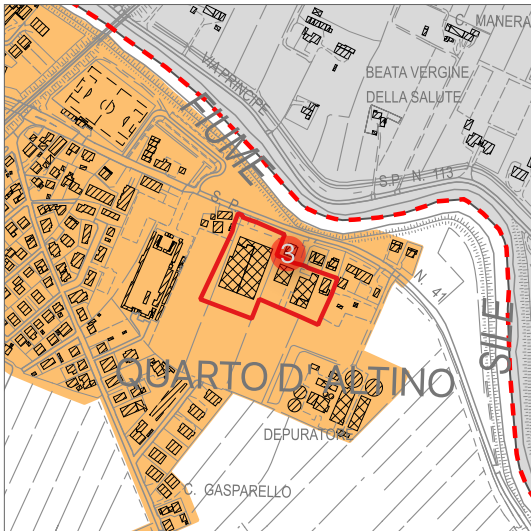 C. MANERA
VIA PRINCIPE
BEATA VERGINE
DELLA SALUTE
FIUME
S.P. N. 113
S. P.
3
N. 41
SILE
QUARTO D' ALTINO
DEPURATORE
C. GASPARELLO